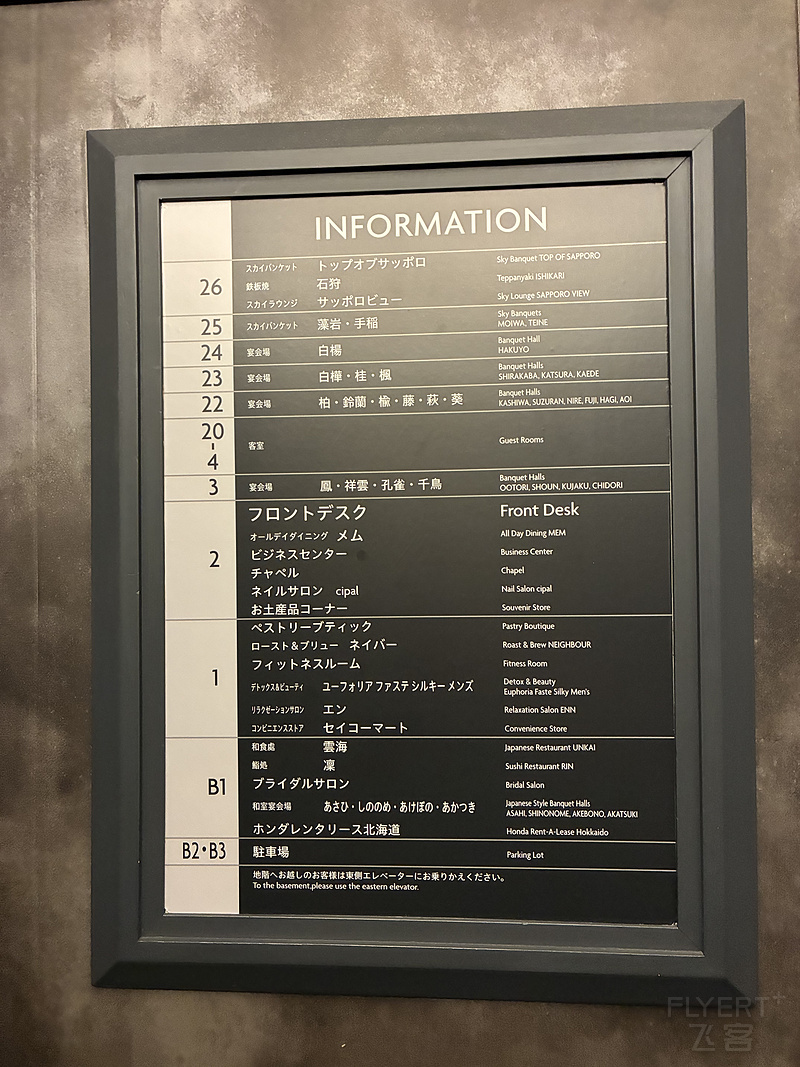 INFORMATION
26
スカイバンケット トップオブサッポロ Sky Banquet TOP OF SAPPORO
鉄板焼 石狩 Teppanyaki ISHIKARI
スカイラウンジ サッポロビュー Sky Lounge SAPPORO VIEW
25 スカイバンケット 藻岩・手稲 Sky Banquets
MOIWA, TEINE
24 宴会場 白楊 Banquet Hall
HAKUYO
23 宴会場 白樺・桂・楓 Banquet Halls
SHIRAKABA, KATSURA, KAEDE
22 宴会場 柏・鈴蘭・楡・藤・萩・葵 Banquet Halls
KASHIWA, SUZURAN, NIRE, FUJI, HAGI, AOI
20
-
4
客室 Guest Rooms
3 宴会場 鳳・祥雲・孔雀・千鳥 Banquet Halls
OOTORI, SHOUN, KUJAKU, CHIDORI
2
フロントデスク Front Desk
オールデイダイニング メム All Day Dining MEM
ビジネスセンター Business Center
チャペル Chapel
ネイルサロン cipal Nail Salon cipal
お土産品コーナー Souvenir Store
1
ペストリーブティック Pastry Boutique
ロースト&ブリュー ネイバー Roast & Brew NEIGHBOUR
フィットネスルーム Fitness Room
デトックス&ビューティ ユーフォリア ファステ シルキー メンズ Detox & Beauty
Euphoria Faste Silky Men's
リラクゼーションサロン エン Relaxation Salon ENN
コンビニエンスストア セイコーマート Convenience Store
B1
和食處 雲海 Japanese Restaurant UNKAI
鮨処 凜 Sushi Restaurant RIN
ブライダルサロン Bridal Salon
和室宴会場 あさひ・しののめ・あけぼの・あかつき Japanese Style Banquet Halls
ASAHI, SHINONOME, AKEBONO, AKATSUKI
ホンダレンタリース北海道 Honda Rent-A-Lease Hokkaido
B2・B3 駐車場 Parking Lot
地階へお越しのお客様は東側エレベーターにお乗りかえください。
To the basement,please use the eastern elevator.
FLYERT+
飞客